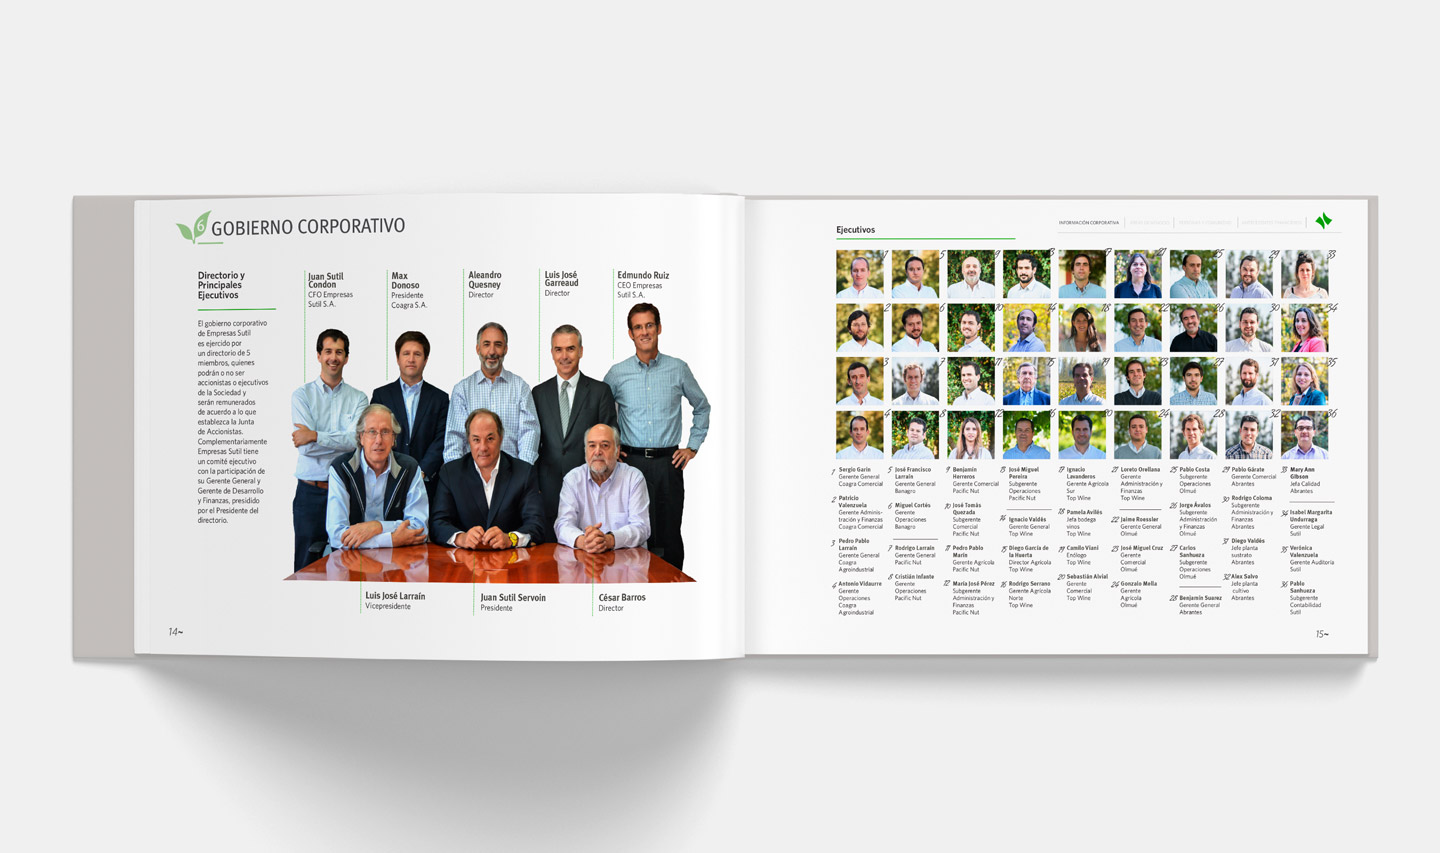 6
GOBIERNO CORPORATIVO
Directorio y
Principales
Ejecutivos
El gobierno corporativo
de Empresas Sutil
es ejercido por
un directorio de 5
miembros, quienes
podrán o no ser
accionistas o ejecutivos
de la Sociedad y
serán remunerados
de acuerdo a lo que
establezca la Junta
de Accionistas.
Complementariamente
Empresas Sutil tiene
un comité ejecutivo
con la participación de
su Gerente General y
Gerente de Desarrollo
y Finanzas, presidido
por el Presidente del
directorio.
Juan Sutil
Condon
CFO Empresas
Sutil S.A.
Max
Donoso
Presidente
Coagra S.A.
Aleandro
Quesney
Director
Luis José
Garreaud
Director
Edmundo Ruiz
CEO Empresas
Sutil S.A.
Luis José Larraín
Vicepresidente
Juan Sutil Servoin
Presidente
César Barros
Director
14~
Ejecutivos
INFORMACIÓN CORPORATIVA
1 Sergio Garín
Gerente General
Coagra Comercial
2 Patricio
Valenzuela
Gerente Adminis-
tración y Finanzas
Coagra Comercial
3 Pedro Pablo
Larraín
Gerente General
Coagra
Agroindustrial
4 Antonio Vidaurre
Gerente
Operaciones
Coagra
Agroindustrial
5 José Francisco
Larraín
Gerente General
Banagro
6 Miguel Cortés
Gerente
Operaciones
Banagro
7 Rodrigo Larraín
Gerente General
Pacific Nut
8 Cristián Infante
Gerente
Operaciones
Pacific Nut
9 Benjamín
Herreros
Gerente Comercial
Pacific Nut
10 José Tomás
Quezada
Subgerente
Comercial
Pacific Nut
11 Pedro Pablo
Marín
Gerente Agrícola
Pacific Nut
12 María José Pérez
Subgerente
Administración y
Finanzas
Pacific Nut
13 José Miguel
Pereira
Subgerente
Operaciones
Pacific Nut
14 Ignacio Valdés
Gerente General
Top Wine
15 Diego García de
la Huerta
Director Agrícola
Top Wine
16 Rodrigo Serrano
Gerente Agrícola
Norte
Top Wine
17 Ignacio
Lavanderos
Gerente Agrícola
Sur
Top Wine
18 Pamela Avilés
Jefa bodega
vinos
Top Wine
19 Camilo Viani
Enólogo
Top Wine
20 Sebastián Alvial
Gerente
Comercial
Top Wine
21 Loreto Orellana
Gerente
Administración y
Finanzas
Top Wine
22 Jaime Roessler
Gerente General
Olmué
23 José Miguel Cruz
Gerente
Comercial
Olmué
24 Gonzalo Mella
Gerente
Agrícola
Olmué
25 Pablo Costa
Subgerente
Operaciones
Olmué
26 Jorge Ávalos
Subgerente
Administración
y Finanzas
Olmué
27 Carlos
Sanhueza
Subgerente
Operaciones
Olmué
28 Benjamín Suarez
Gerente General
Abrantes
29 Pablo Gárate
Gerente Comercial
Abrantes
30 Rodrigo Coloma
Subgerente
Administración y
Finanzas
Abrantes
31 Diego Valdés
Jefe planta
sustrato
Abrantes
32 Alex Salvo
Jefe planta
cultivo
Abrantes
33 Mary Ann
Gibson
Jefa Calidad
Abrantes
34 Isabel Margarita
Undurraga
Gerente Legal
Sutil
35 Verónica
Valenzuela
Gerente Auditoría
Sutil
36 Pablo
Sanhueza
Subgerente
Contabilidad
Sutil
15~